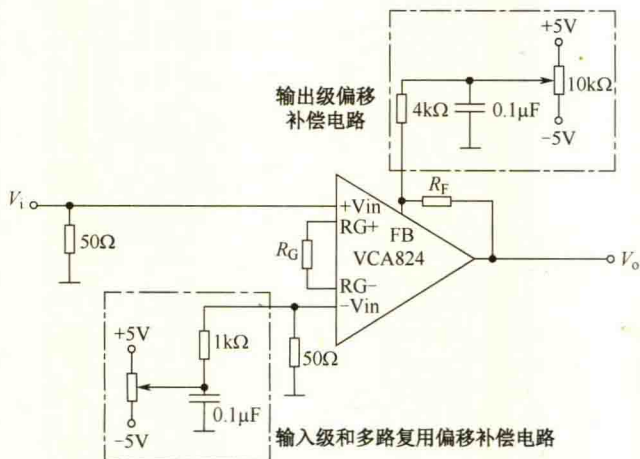 +5V
输出级偏移
补偿电路
4kΩ
0.1μF
10kΩ
−5V
Vi
50Ω
+Vin
RG+
RF
FB
VCA824
RG
RG−
−Vin
Vo
+5V
1kΩ
50Ω
0.1μF
−5V
输入级和多路复用偏移补偿电路